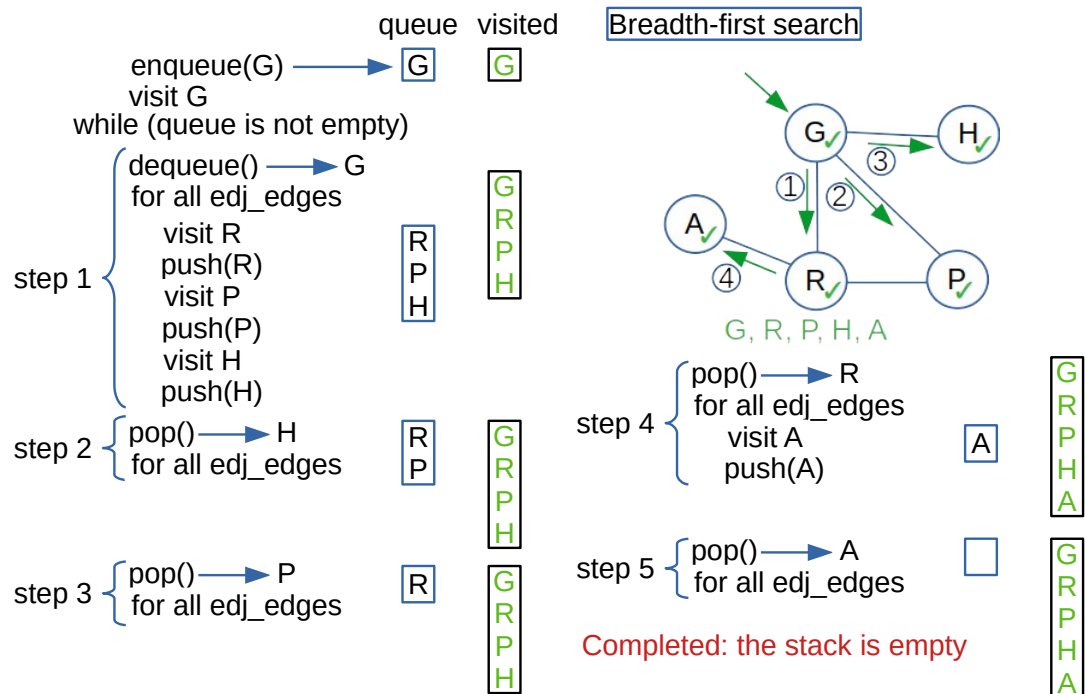 queue visited
Breadth-first search
enqueue(G) G G
visit G
while (queue is not empty)
step 1
dequeue() G
for all edj_edges
visit R
push(R)
visit P
push(P)
visit H
push(H)
R
P
H
G
R
P
H
step 2
pop() H
for all edj_edges
R
P
G
R
P
H
step 3
pop() P
for all edj_edges
R
G
R
P
H
G
H
A
R
P
1
2
3
4
G, R, P, H, A
step 4
pop() R
for all edj_edges
visit A
push(A)
A
G
R
P
H
A
step 5
pop() A
for all edj_edges
G
R
P
H
A
Completed: the stack is empty